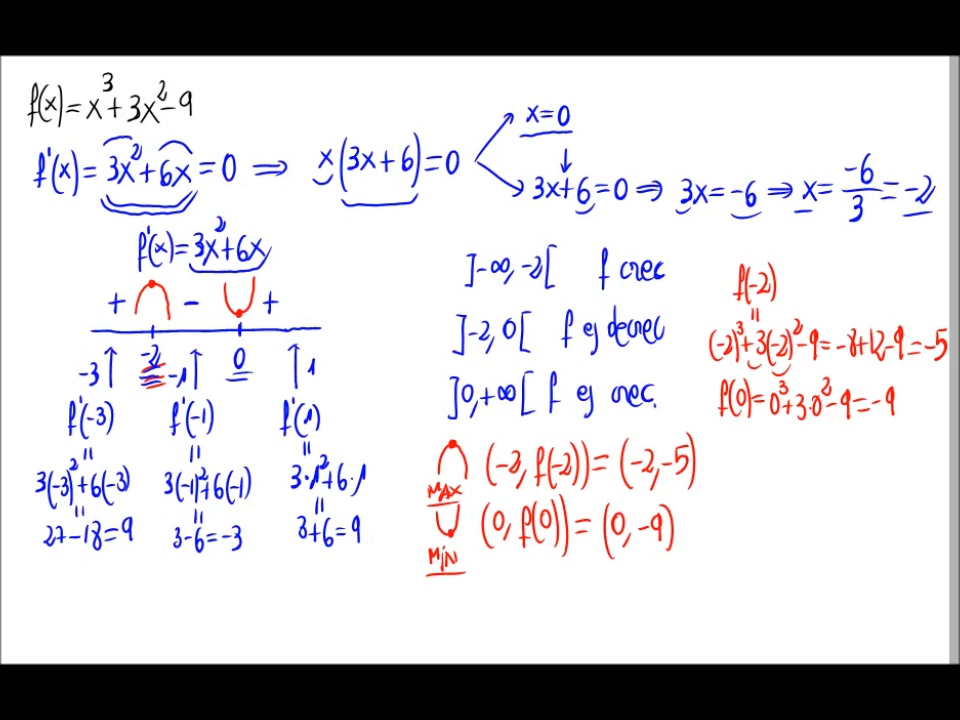 f(x)=x³+3x²-9
f'(x)=3x²+6x=0 ⇒ x(3x+6)=0
x=0
3x+6=0 ⇒ 3x=-6 ⇒ x=-6/3=-2
f'(x)=3x²+6x
+ - +
-3 -2 -1 0 1
f'(-3) f'(-1) f'(1)
= = =
3(-3)²+6(-3) 3(-1)²+6(-1) 3·1²+6·1
= = =
27-18=9 3-6=-3 3+6=9
]-∞,-2[ f crec
]-2,0[ f es decrec
]0,+∞[ f es crec.
f(-2)
=
(-2)³+3(-2)²-9=-8+12-9=-5
f(0)=0³+3·0²-9=-9
MAX (-2,f(-2))=(-2,-5)
MIN (0,f(0))=(0,-9)